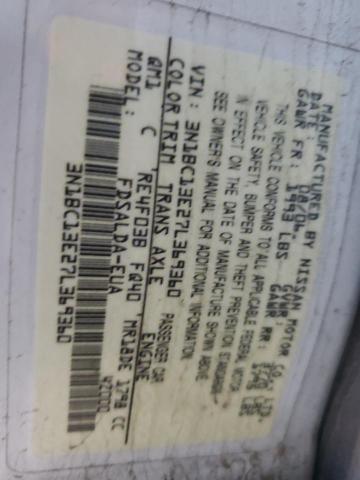 MANUFACTURED BY NISSAN MOTOR CO.
DATE: 08/06
GAWR FR: 1993 LBS GAWR RR:
THIS VEHICLE CONFORMS TO ALL APPLICABLE FEDERAL MOTOR
VEHICLE SAFETY, BUMPER AND THEFT PREVENTION STANDARDS
IN EFFECT ON THE DATE OF MANUFACTURE SHOWN ABOVE
SEE OWNER'S MANUAL FOR ADDITIONAL INFORMATION.
VIN: 3N1BC13E27L369360 PASSENGER CAR
COLOR TRIM TRANS AXLE ENGINE
QM1 C RE4F03B FQ40 MR18DE 1798 CC
MODEL: FDSALDA-EUA
3N1BC13E27L369360